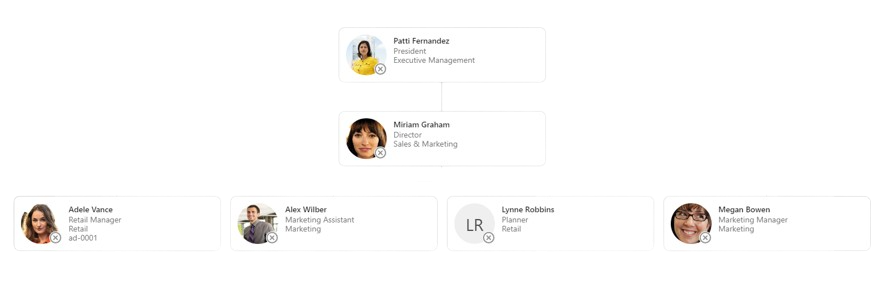 Patti Fernandez
President
Executive Management
Miriam Graham
Director
Sales & Marketing
Adele Vance
Retail Manager
Retail
ad-0001
Alex Wilber
Marketing Assistant
Marketing
LR
Lynne Robbins
Planner
Retail
Megan Bowen
Marketing Manager
Marketing